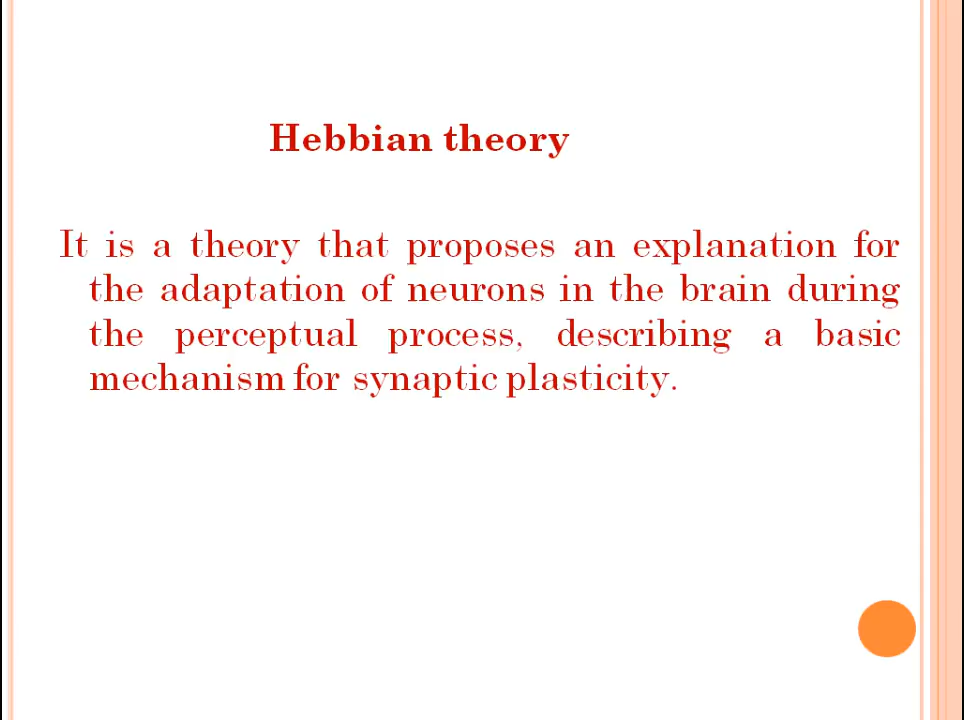 Hebbian theory
It is a theory that proposes an explanation for
the adaptation of neurons in the brain during
the perceptual process, describing a basic
mechanism for synaptic plasticity.